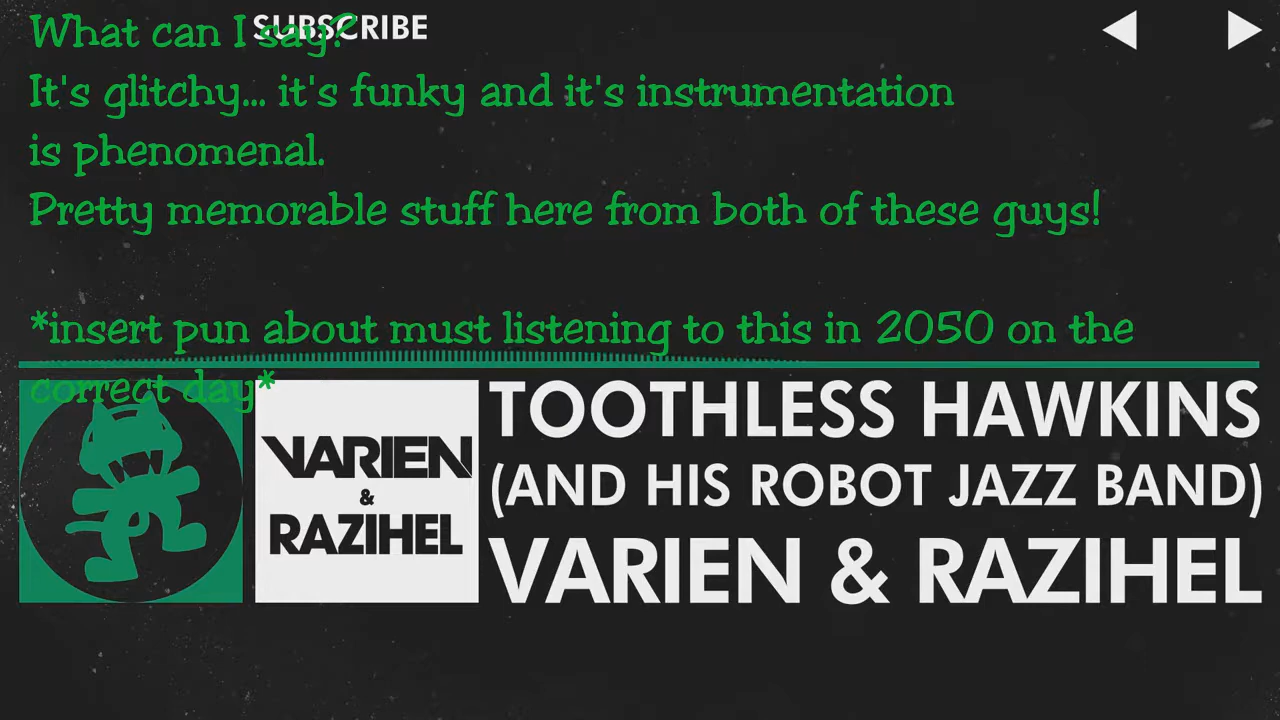 What can I say?
SUBSCRIBE
It's glitchy... it's funky and it's instrumentation
is phenomenal.
Pretty memorable stuff here from both of these guys!
*insert pun about must listening to this in 2050 on the
correct day*
VARIEN
&
RAZIHEL
TOOTHLESS HAWKINS
(AND HIS ROBOT JAZZ BAND)
VARIEN & RAZIHEL